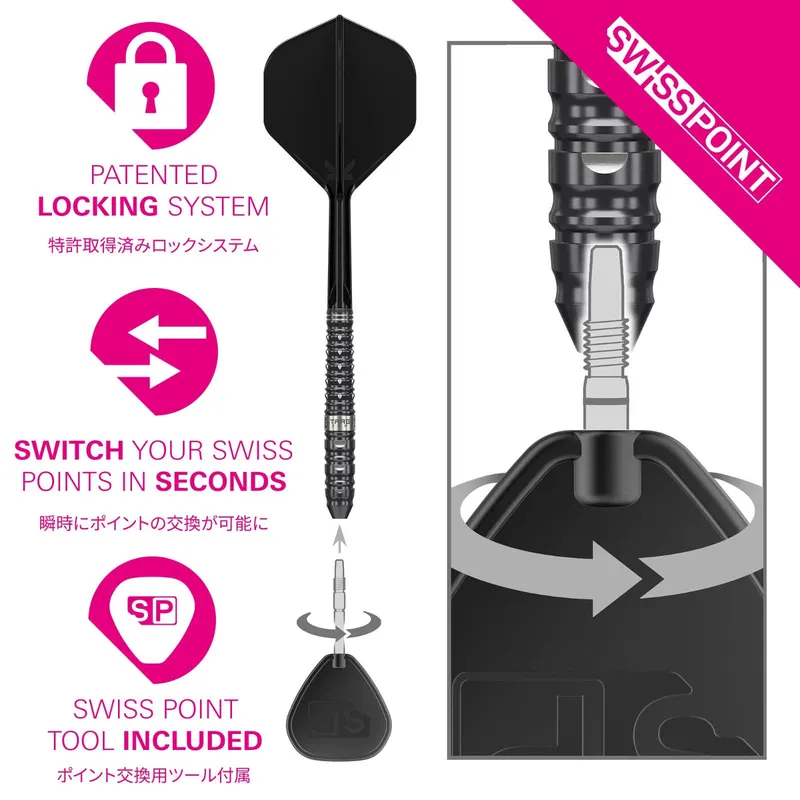 PATENTED
LOCKING SYSTEM
特許取得済みロックシステム
SWITCH YOUR SWISS
POINTS IN SECONDS
瞬時にポイントの交換が可能に
SP
SWISS POINT
TOOL INCLUDED
ポイント交換用ツール付属
SWISSPOINT